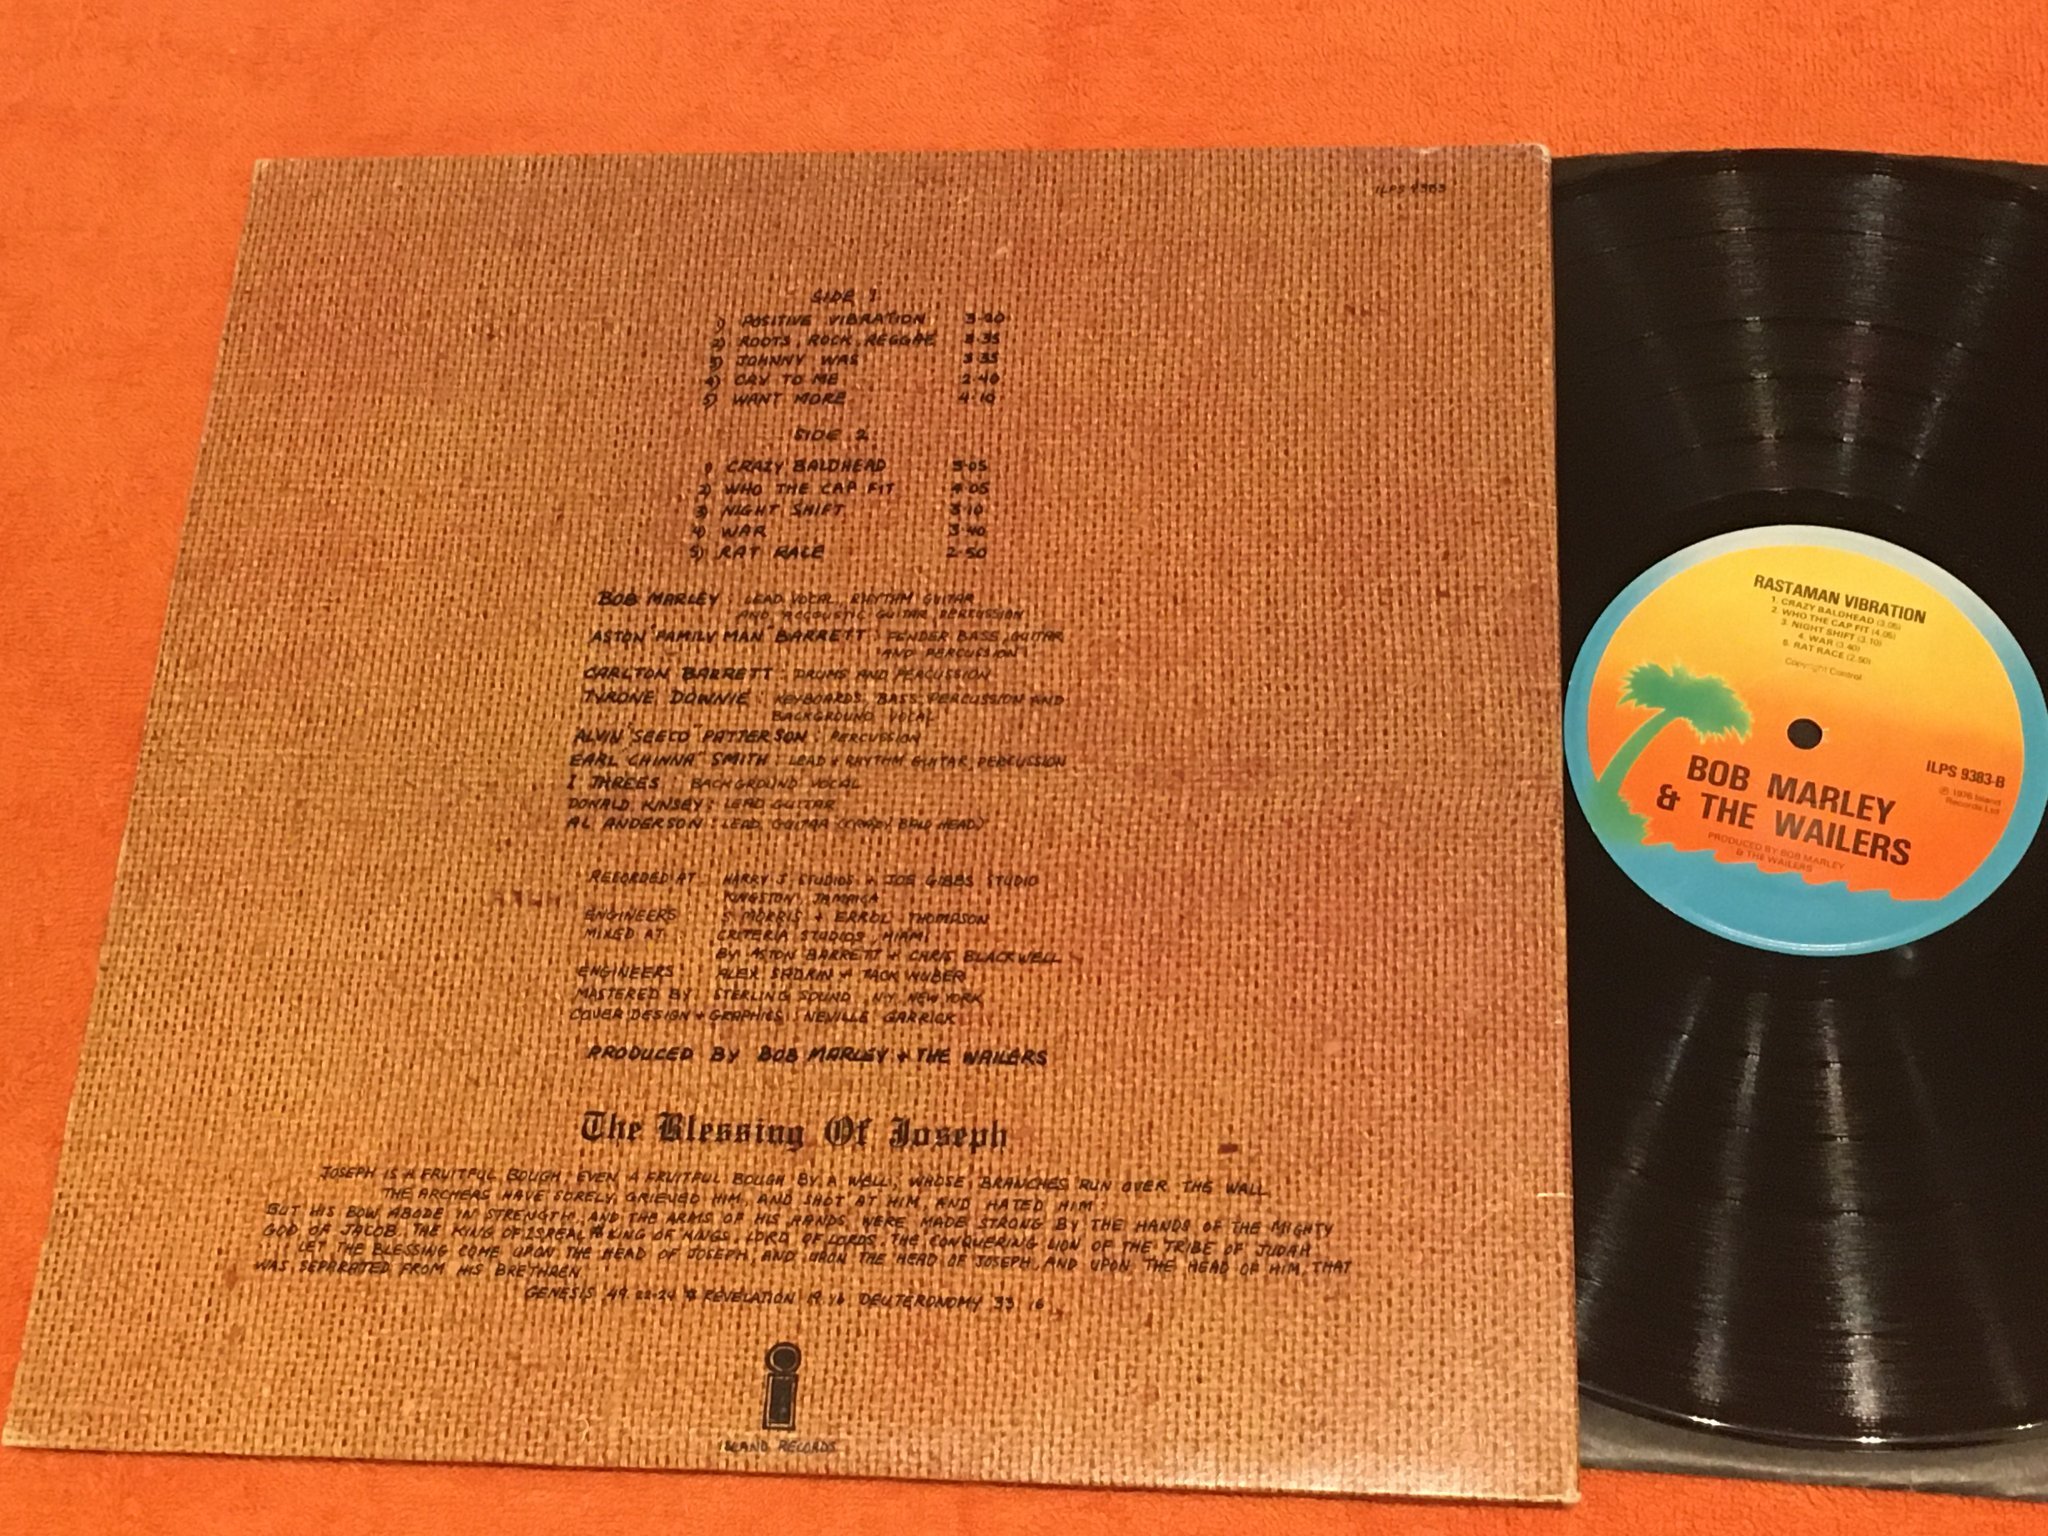 ILPS 9383
SIDE 1
1) POSITIVE VIBRATION 3·20
2) ROOTS, ROCK, REGGAE 3·35
3) JOHNNY WAS 3·35
4) CRY TO ME 2·40
5) WANT MORE 4·10
SIDE 2
1) CRAZY BALDHEAD 3·05
2) WHO THE CAP FIT 4·05
3) NIGHT SHIFT 3·10
4) WAR 3·40
5) RAT RACE 2·50
BOB MARLEY : LEAD VOCAL, RHYTHM GUITAR
AND ACCOUSTIC GUITAR, PERCUSSION
ASTON "FAMILY MAN" BARRETT : FENDER BASS, GUITAR
AND PERCUSSION
CARLTON BARRETT : DRUMS AND PERCUSSION
TYRONE DOWNIE : KEYBOARDS, BASS, PERCUSSION AND
BACKGROUND VOCAL
ALVIN "SEECO" PATTERSON : PERCUSSION
EARL "CHINNA" SMITH : LEAD + RHYTHM GUITAR, PERCUSSION
I THREES : BACKGROUND VOCAL
DONALD KINSEY : LEAD GUITAR
AL ANDERSON : LEAD GUITAR (CRAZY BALD HEAD)
RECORDED AT : HARRY J. STUDIOS + JOE GIBBS STUDIO
KINGSTON, JAMAICA
ENGINEERS : S. MORRIS + ERROL THOMPSON
MIXED AT : CRITERIA STUDIOS, MIAMI
BY ASTON BARRETT + CHRIS BLACKWELL
ENGINEERS : ALEX SADKIN + JACK NUBER
MASTERED BY : STERLING SOUND, N.Y. NEW YORK
COVER DESIGN + GRAPHICS : NEVILLE GARRICK
PRODUCED BY BOB MARLEY + THE WAILERS
The Blessing Of Joseph
JOSEPH IS A FRUITFUL BOUGH, EVEN A FRUITFUL BOUGH BY A WELL, WHOSE BRANCHES RUN OVER THE WALL,
THE ARCHERS HAVE SORELY GRIEVED HIM, AND SHOT AT HIM, AND HATED HIM :
BUT HIS BOW ABODE IN STRENGTH, AND THE ARMS OF HIS HANDS, WERE MADE STRONG BY THE HANDS OF THE MIGHTY
GOD OF JACOB, THE KING OF ISREAL * KING OF KINGS, LORD OF LORDS, THE CONQUERING LION OF THE TRIBE OF JUDAH
LET THE BLESSING COME UPON THE HEAD OF JOSEPH, AND UPON THE HEAD OF JOSEPH, AND UPON THE HEAD OF HIM, THAT
WAS SEPARATED FROM HIS BRETHREN
GENESIS 49. 22-24 * REVELATION 19. 16 DEUTERONOMY 33 16
ISLAND RECORDS
RASTAMAN VIBRATION
1. CRAZY BALDHEAD (3.05)
2. WHO THE CAP FIT (4.05)
3. NIGHT SHIFT (3.10)
4. WAR (3.40)
5. RAT RACE (2.50)
Copyright Control
ILPS 9383-B
℗ 1976 Island
Records Ltd
BOB MARLEY
& THE WAILERS
PRODUCED BY BOB MARLEY
& THE WAILERS